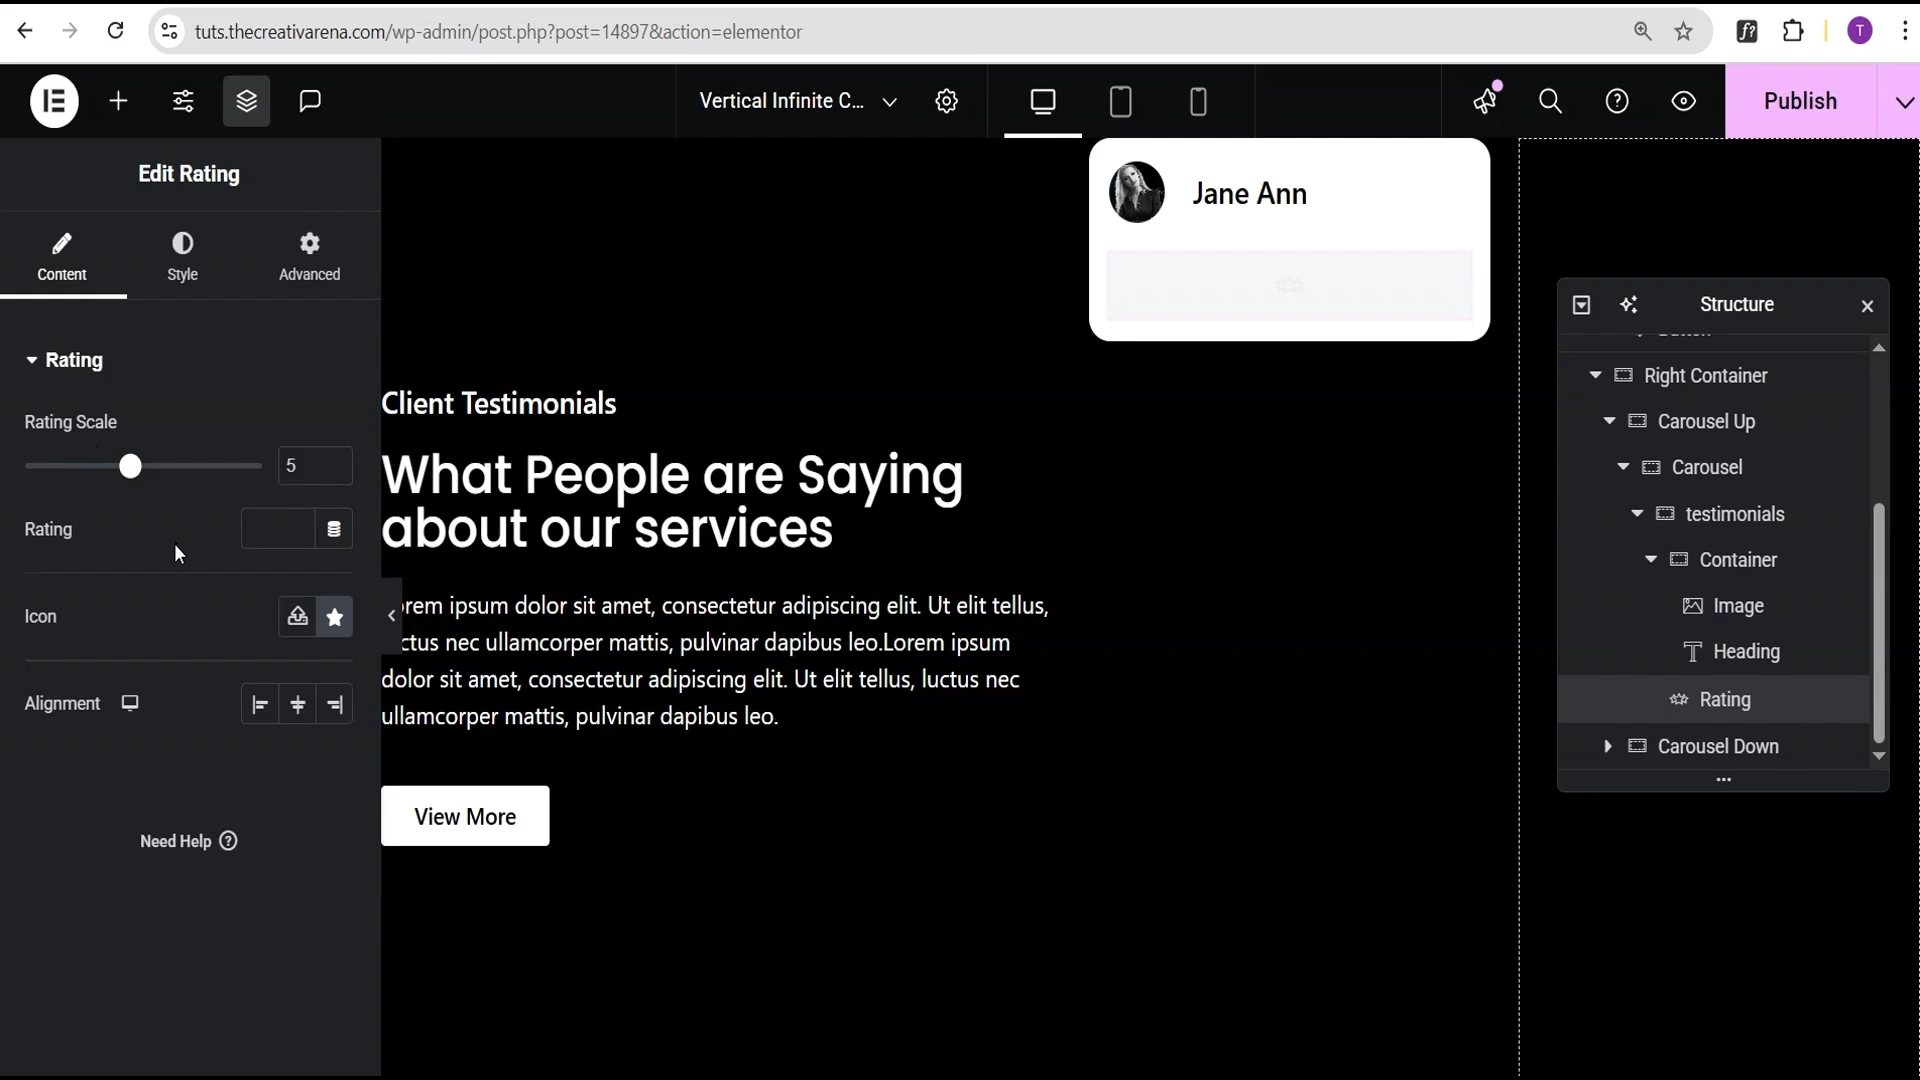 tuts.thecreativarena.com/wp-admin/post.php?post=14897&action=elementor
f?
T
Vertical Infinite C...
Publish
Edit Rating
Content
Style
Advanced
Rating
Rating Scale
5
Rating
Icon
Alignment
Need Help
Jane Ann
Client Testimonials
What People are Saying
about our services
orem ipsum dolor sit amet, consectetur adipiscing elit. Ut elit tellus,
ctus nec ullamcorper mattis, pulvinar dapibus leo.Lorem ipsum
dolor sit amet, consectetur adipiscing elit. Ut elit tellus, luctus nec
ullamcorper mattis, pulvinar dapibus leo.
View More
Structure
Right Container
Carousel Up
Carousel
testimonials
Container
Image
Heading
Rating
Carousel Down